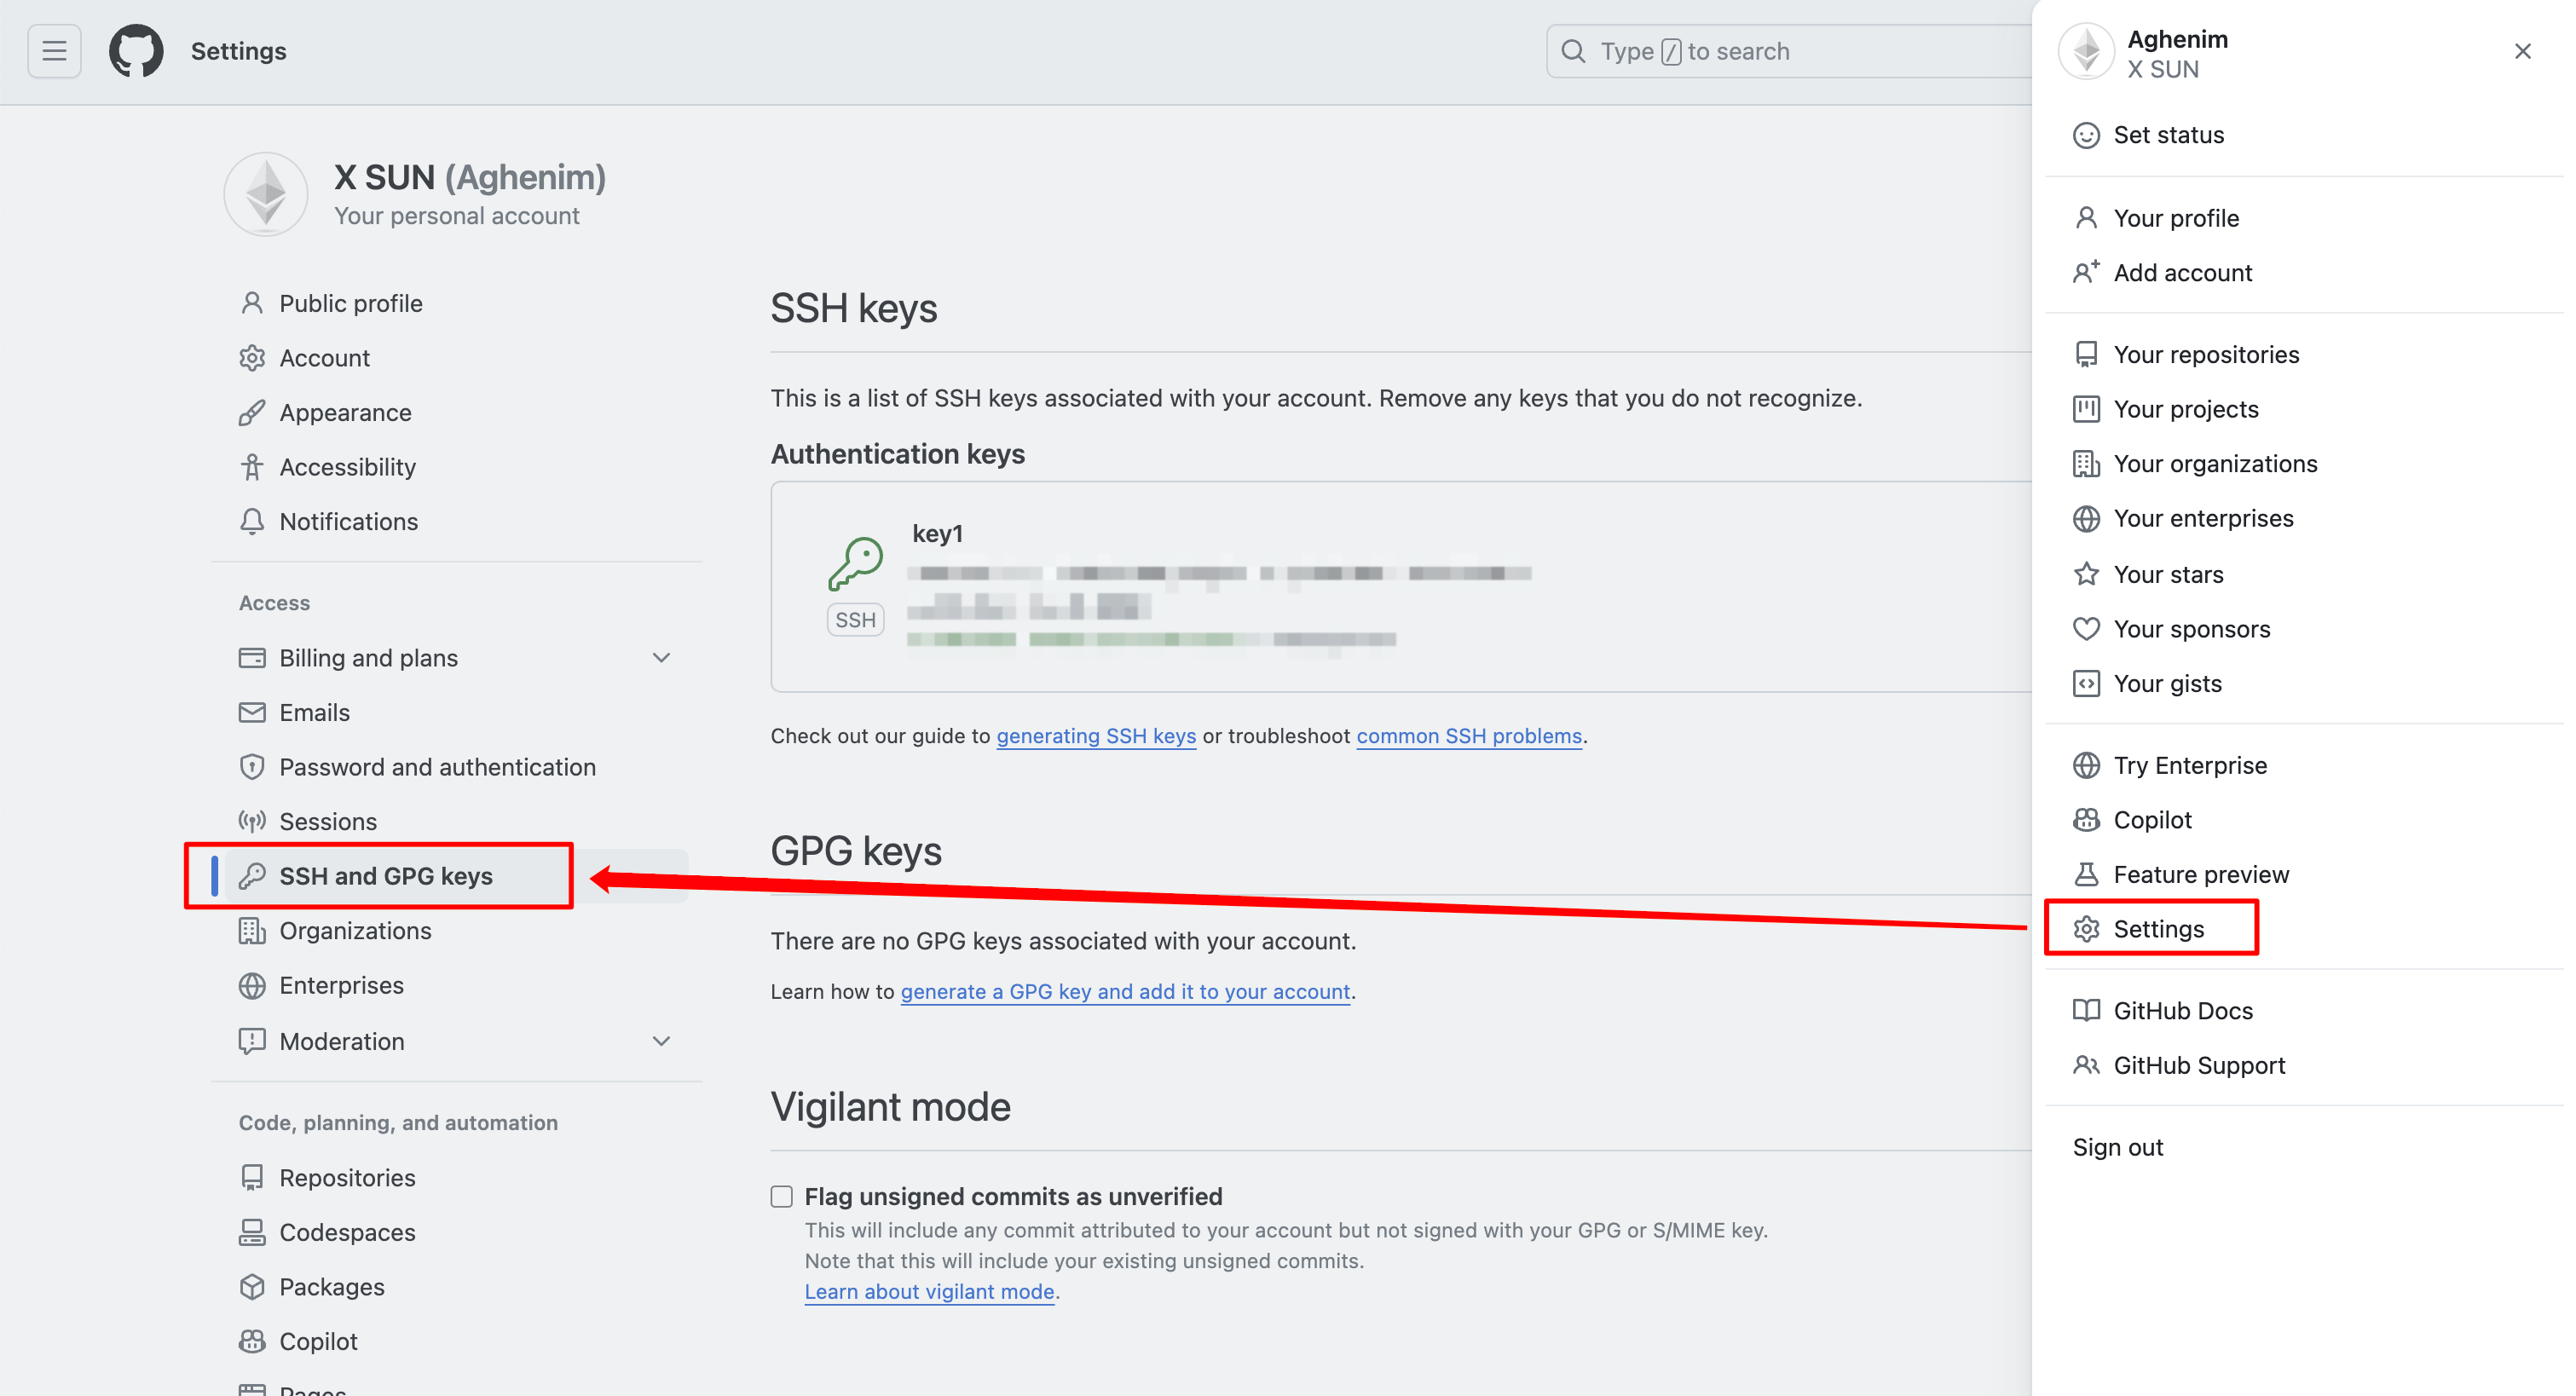 Settings
Type / to search
X SUN (Aghenim)
Your personal account
Public profile
Account
Appearance
Accessibility
Notifications
Access
Billing and plans
Emails
Password and authentication
Sessions
SSH and GPG keys
Organizations
Enterprises
Moderation
Code, planning, and automation
Repositories
Codespaces
Packages
Copilot
Pages
SSH keys
This is a list of SSH keys associated with your account. Remove any keys that you do not recognize.
Authentication keys
key1
SSH
Check out our guide to generating SSH keys or troubleshoot common SSH problems.
GPG keys
There are no GPG keys associated with your account.
Learn how to generate a GPG key and add it to your account.
Vigilant mode
Flag unsigned commits as unverified
This will include any commit attributed to your account but not signed with your GPG or S/MIME key.
Note that this will include your existing unsigned commits.
Learn about vigilant mode.
Aghenim
X SUN
Set status
Your profile
Add account
Your repositories
Your projects
Your organizations
Your enterprises
Your stars
Your sponsors
Your gists
Try Enterprise
Copilot
Feature preview
Settings
GitHub Docs
GitHub Support
Sign out